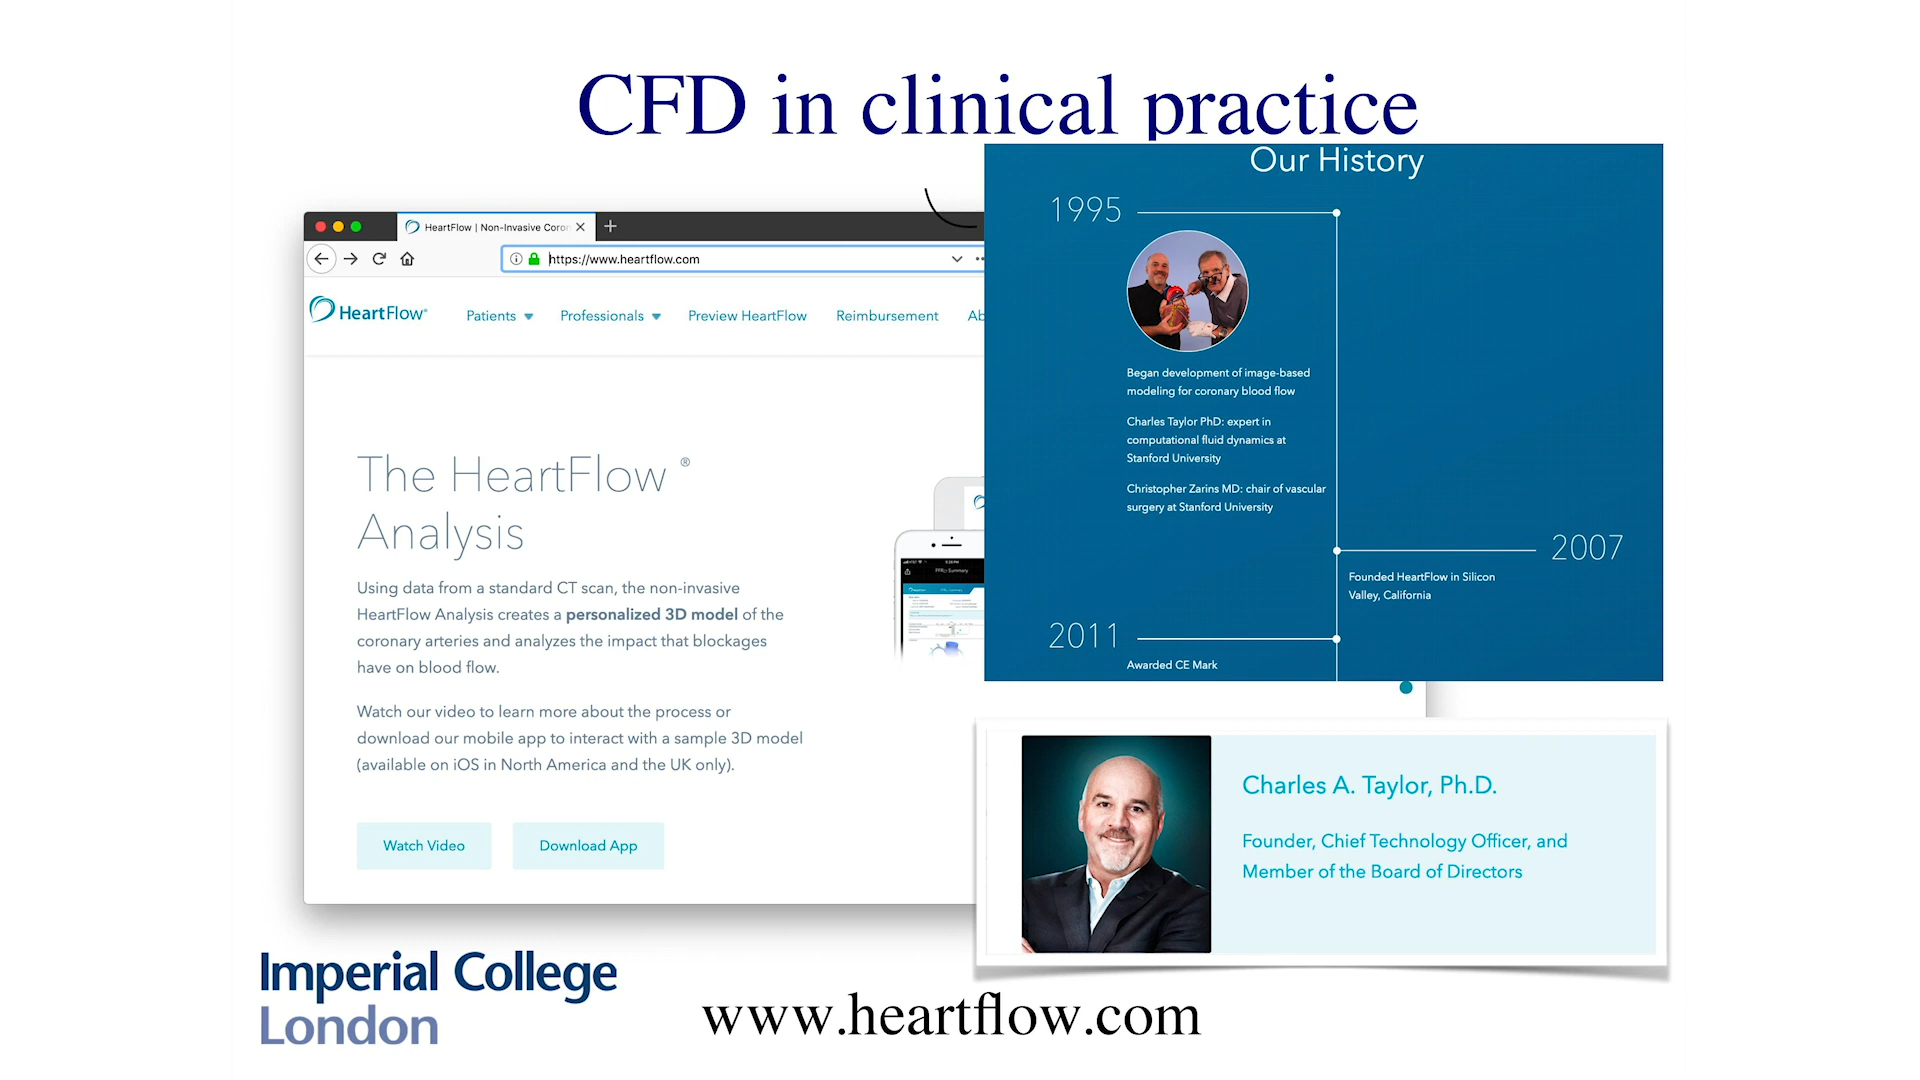 CFD in clinical practice
HeartFlow | Non-Invasive Coron
https://www.heartflow.com
HeartFlow
Patients
Professionals
Preview HeartFlow
Reimbursement
Ab
The HeartFlow ®
Analysis
Using data from a standard CT scan, the non-invasive
HeartFlow Analysis creates a personalized 3D model of the
coronary arteries and analyzes the impact that blockages
have on blood flow.
Watch our video to learn more about the process or
download our mobile app to interact with a sample 3D model
(available on iOS in North America and the UK only).
Watch Video
Download App
Our History
1995
Began development of image-based
modeling for coronary blood flow
Charles Taylor PhD: expert in
computational fluid dynamics at
Stanford University
Christopher Zarins MD: chair of vascular
surgery at Stanford University
2007
Founded HeartFlow in Silicon
Valley, California
2011
Awarded CE Mark
Charles A. Taylor, Ph.D.
Founder, Chief Technology Officer, and
Member of the Board of Directors
Imperial College
London
www.heartflow.com